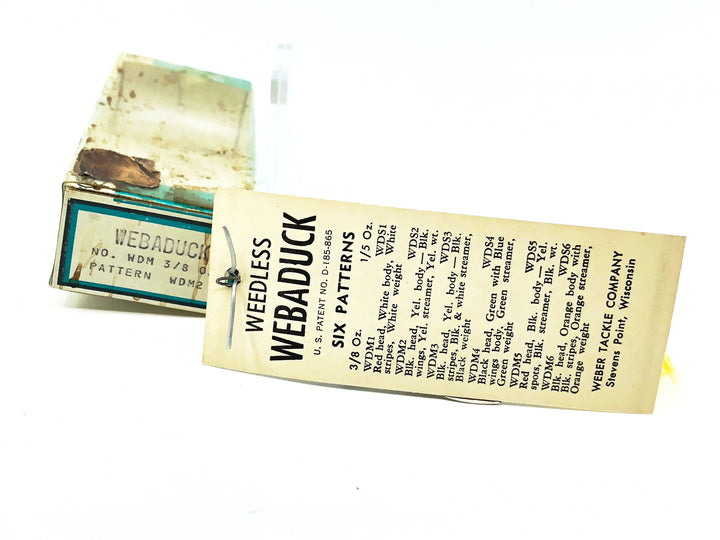 WEBADUCK
NO. WDM 3/8 O
PATTERN WDM2
WEEDLESS
WEBADUCK
U. S. PATENT NO. D-185-865
SIX PATTERNS
3/8 Oz. 1/5 Oz.
WDM1 WDS1
Red head, White body, White
stripes, White weight
WDM2 WDS2
Blk. head, Yel. body — Blk.
wings, Yel. streamer, Yel. wt.
WDM3 WDS3
Blk. head, Yel. body — Blk.
stripes, Blk. & white streamer,
Black weight
WDM4 WDS4
Black head, Green with Blue
wings body, Green streamer,
Green weight
WDM5 WDS5
Red head, Blk. body — Yel.
spots, Blk. streamer, Blk. wt.
WDM6 WDS6
Blk. head, Orange body with
Blk. stripes, Orange streamer,
Orange weight
WEBER TACKLE COMPANY
Stevens Point, Wisconsin